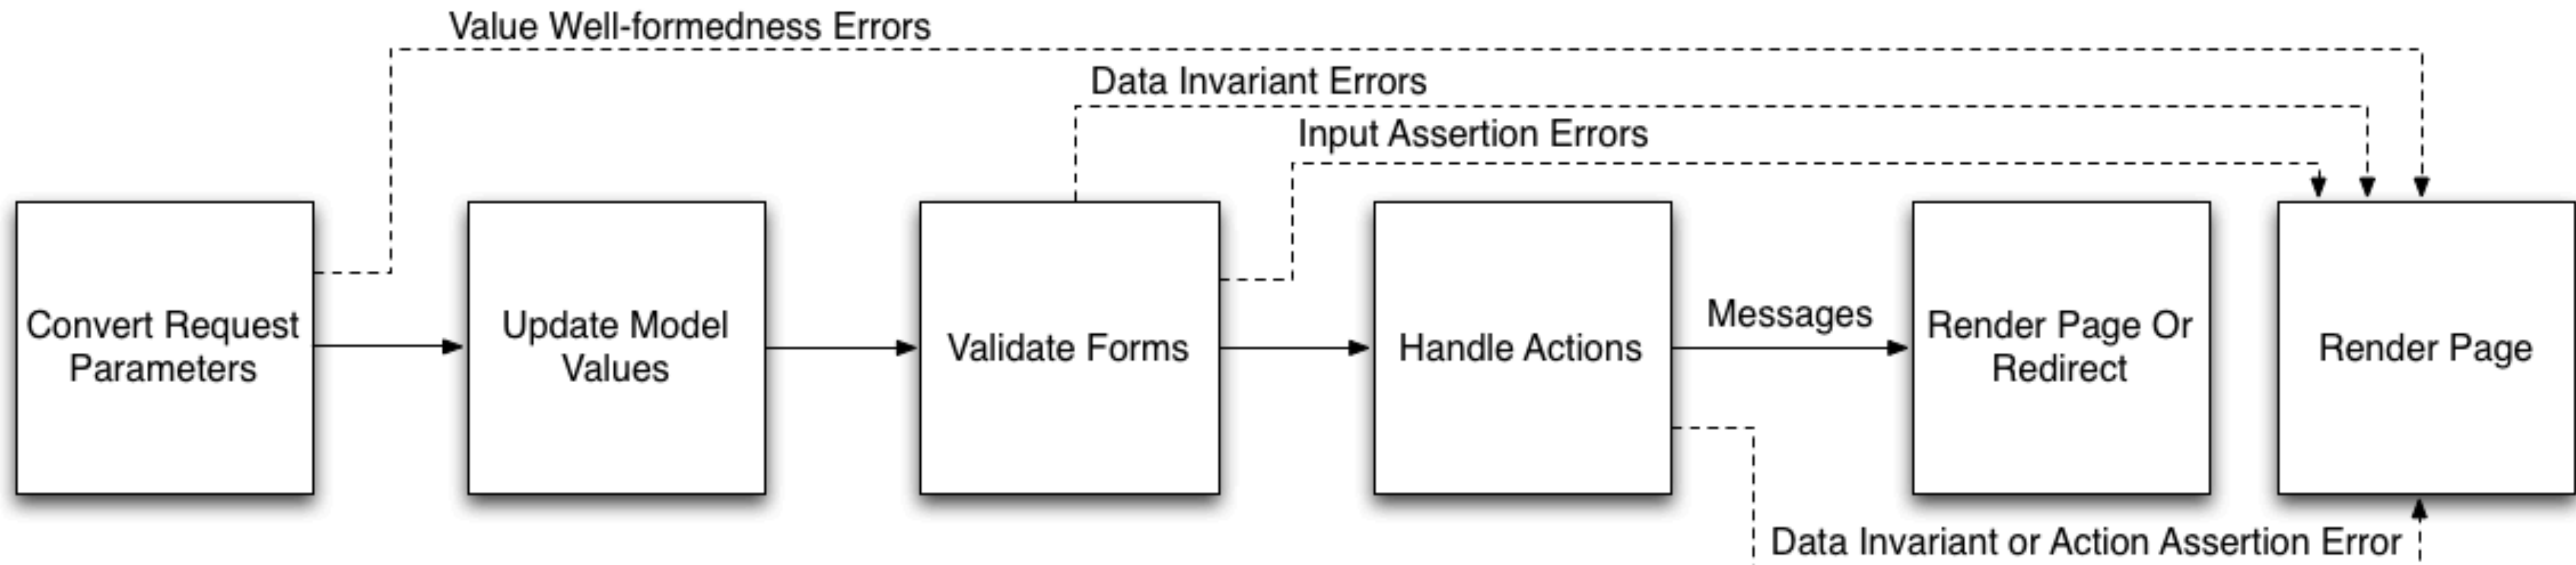 Value Well-formedness Errors
Data Invariant Errors
Input Assertion Errors
Convert Request
Parameters
Update Model
Values
Validate Forms
Handle Actions
Messages
Render Page Or
Redirect
Render Page
Data Invariant or Action Assertion Error